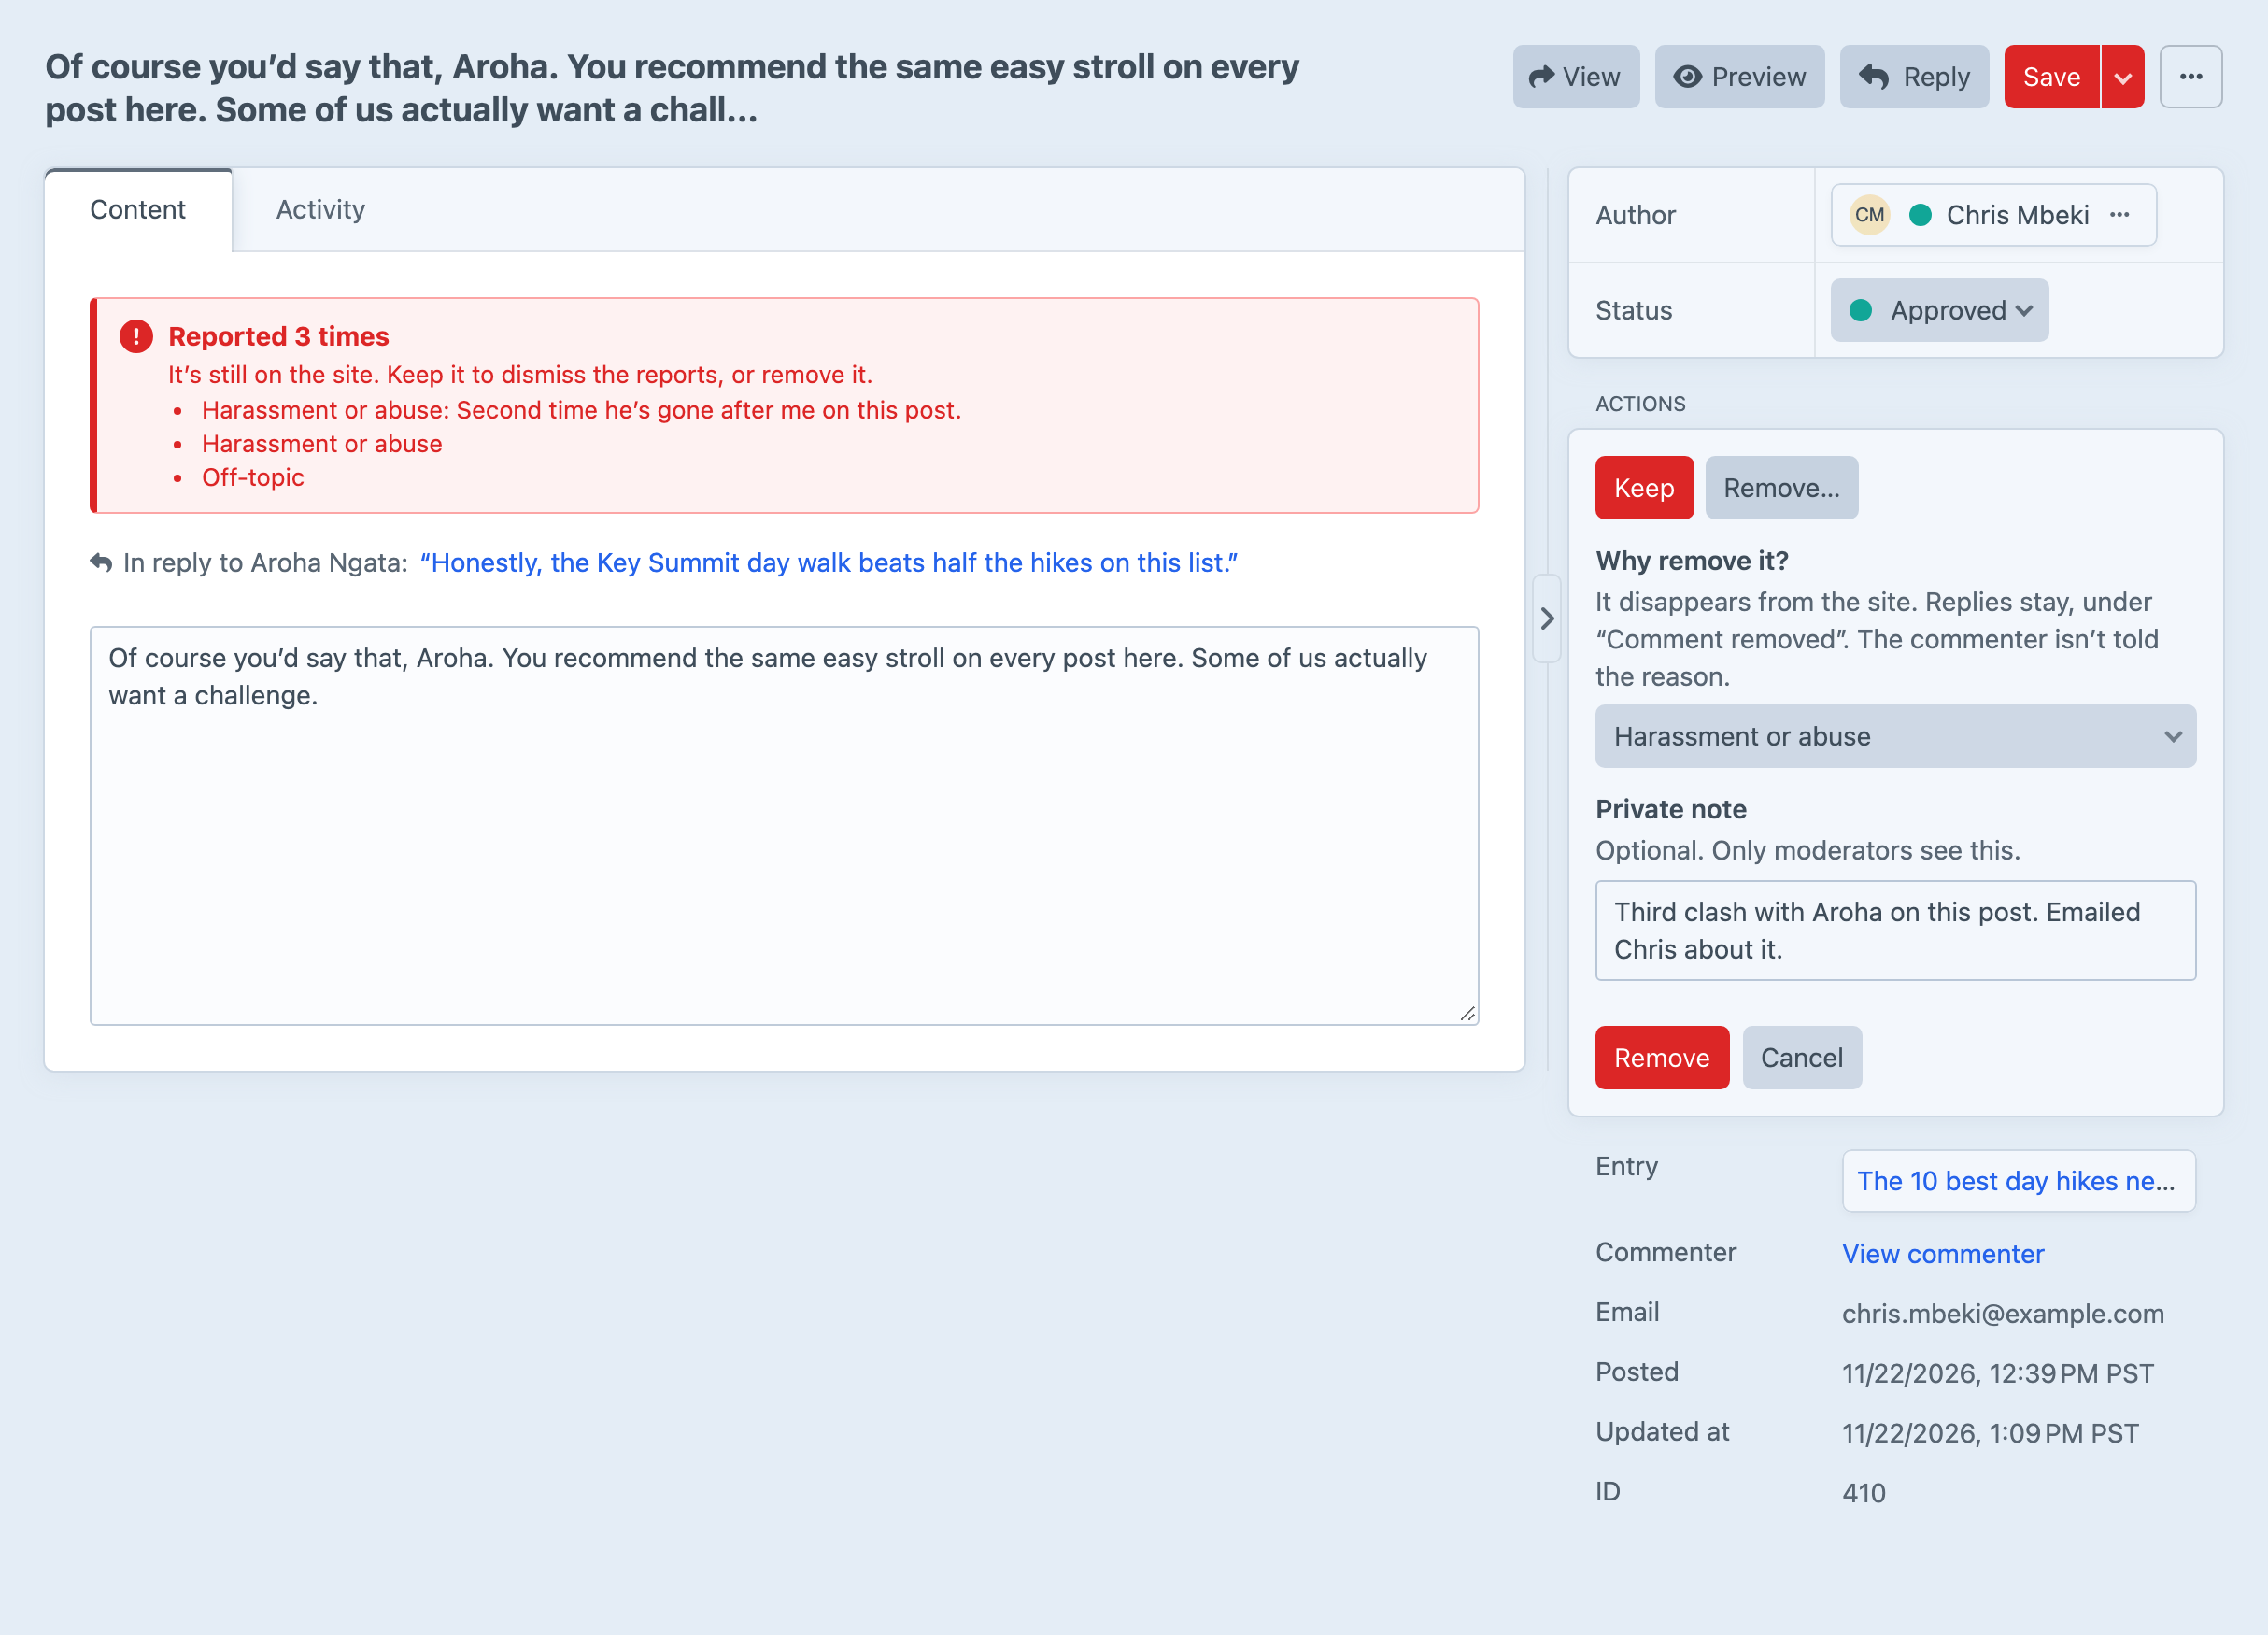 Of course you’d say that, Aroha. You recommend the same easy stroll on every
post here. Some of us actually want a chall...
View
Preview
Reply
Save
Content
Activity
Reported 3 times
It’s still on the site. Keep it to dismiss the reports, or remove it.
• Harassment or abuse: Second time he’s gone after me on this post.
• Harassment or abuse
• Off-topic
In reply to Aroha Ngata: “Honestly, the Key Summit day walk beats half the hikes on this list.”
Of course you’d say that, Aroha. You recommend the same easy stroll on every post here. Some of us actually
want a challenge.
Author
CM Chris Mbeki
Status
Approved
ACTIONS
Keep
Remove...
Why remove it?
It disappears from the site. Replies stay, under
“Comment removed”. The commenter isn’t told
the reason.
Harassment or abuse
Private note
Optional. Only moderators see this.
Third clash with Aroha on this post. Emailed
Chris about it.
Remove
Cancel
Entry
The 10 best day hikes ne...
Commenter
View commenter
Email
chris.mbeki@example.com
Posted
11/22/2026, 12:39 PM PST
Updated at
11/22/2026, 1:09 PM PST
ID
410